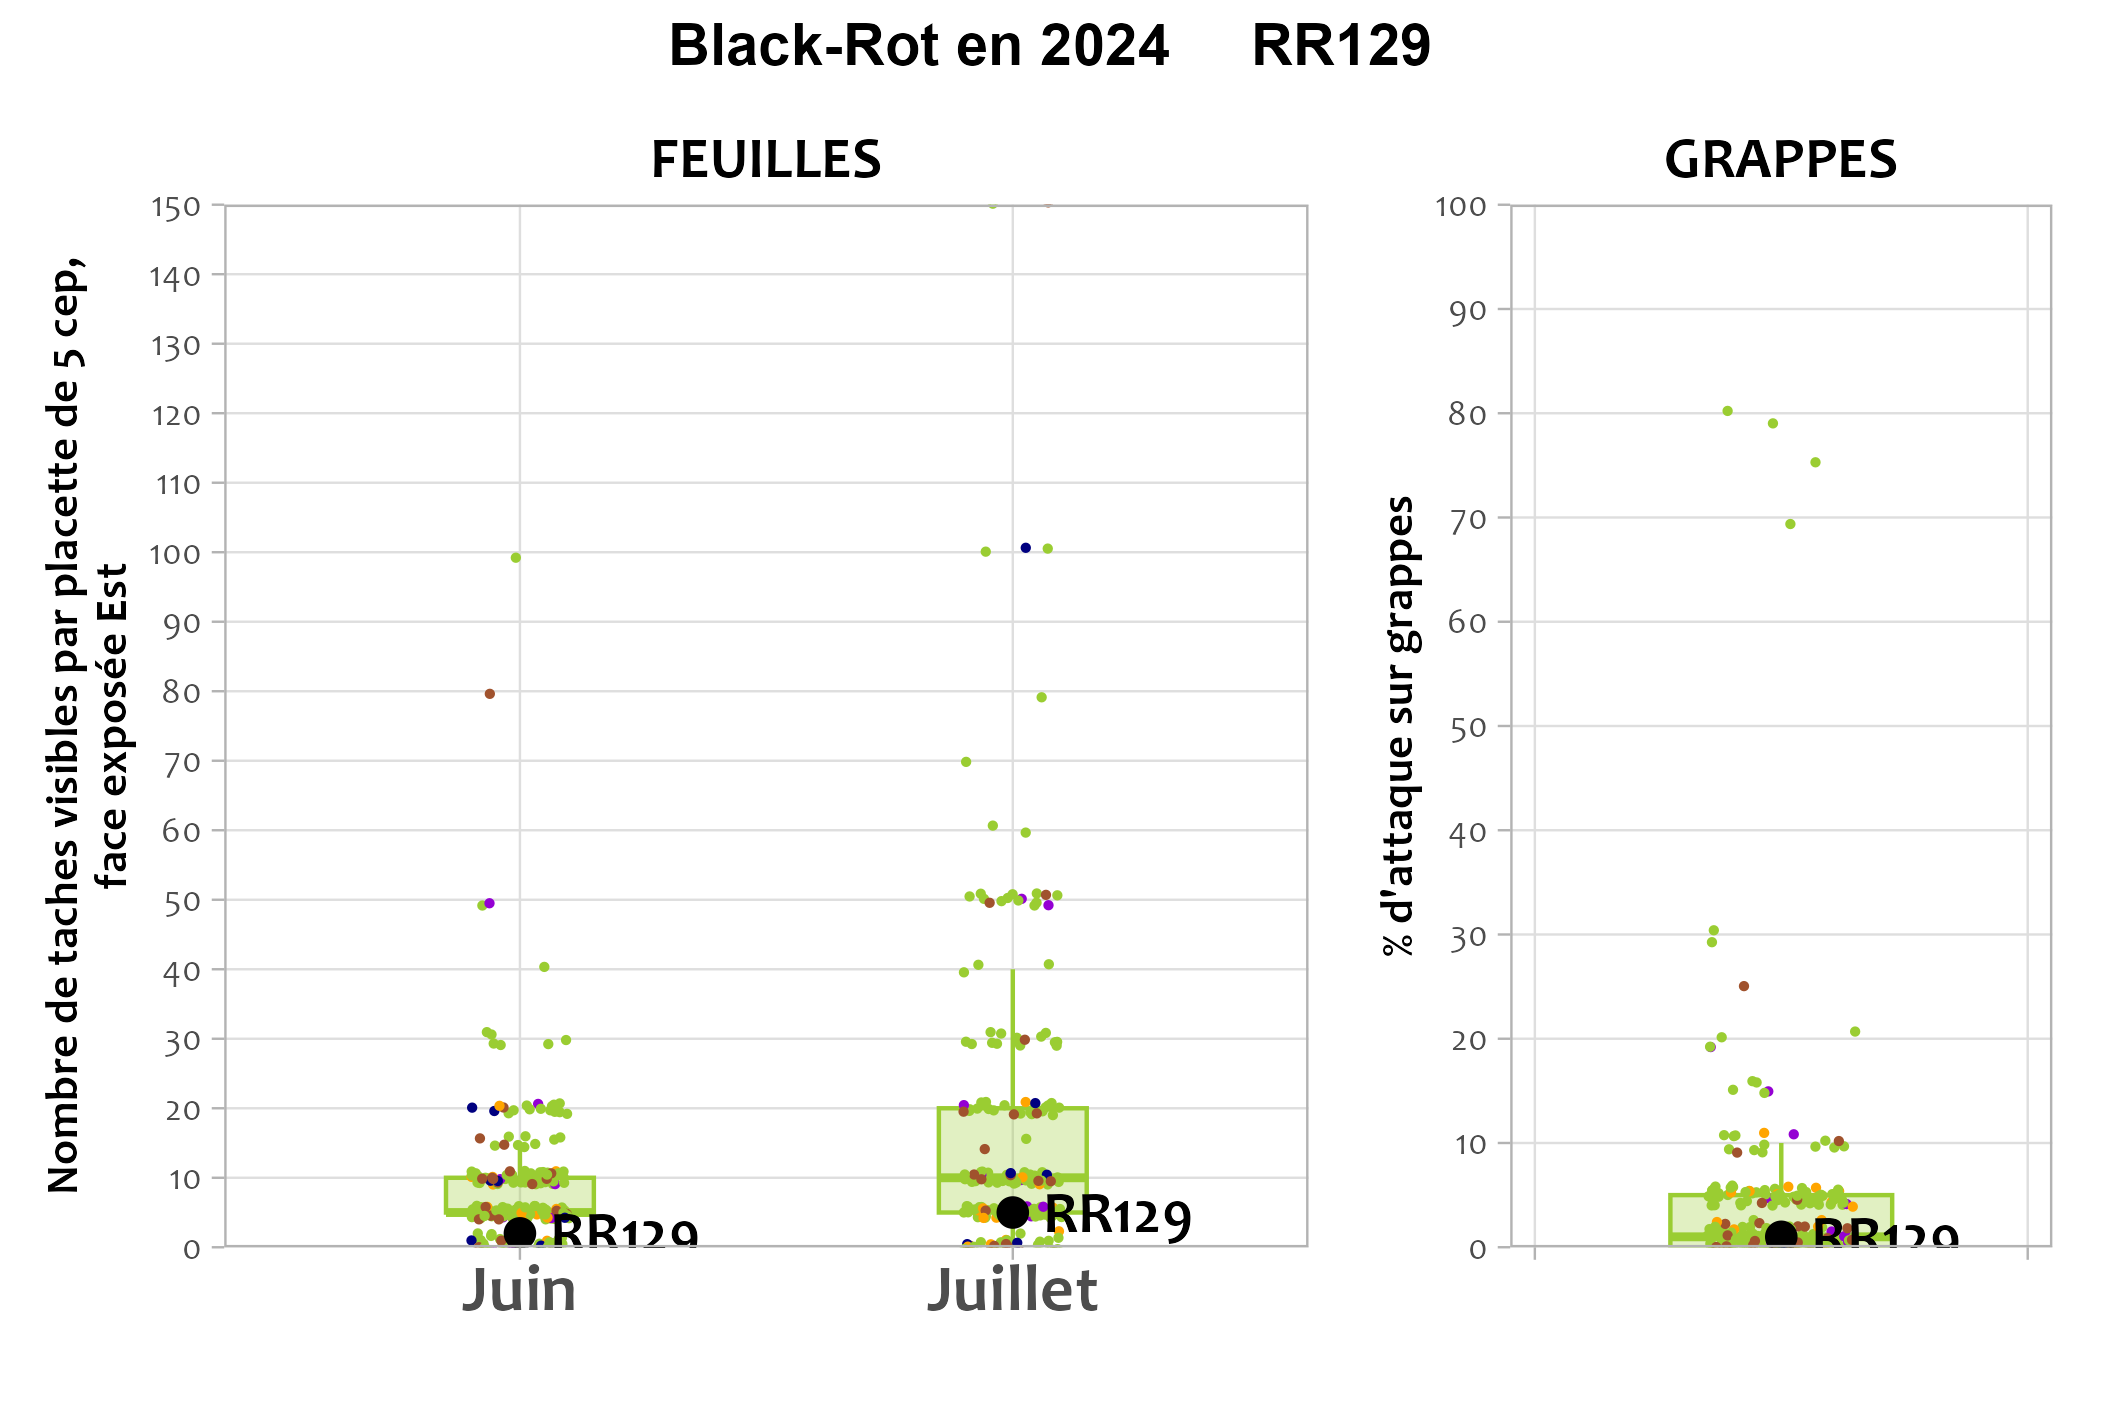 Black-Rot en 2024 RR129
FEUILLES
GRAPPES
Nombre de taches visibles par placette de 5 cep,
face exposée Est
150
140
130
120
110
100
90
80
70
60
50
40
30
20
10
0
RR129
RR129
Juin
Juillet
% d'attaque sur grappes
100
90
80
70
60
50
40
30
20
10
0
RR129